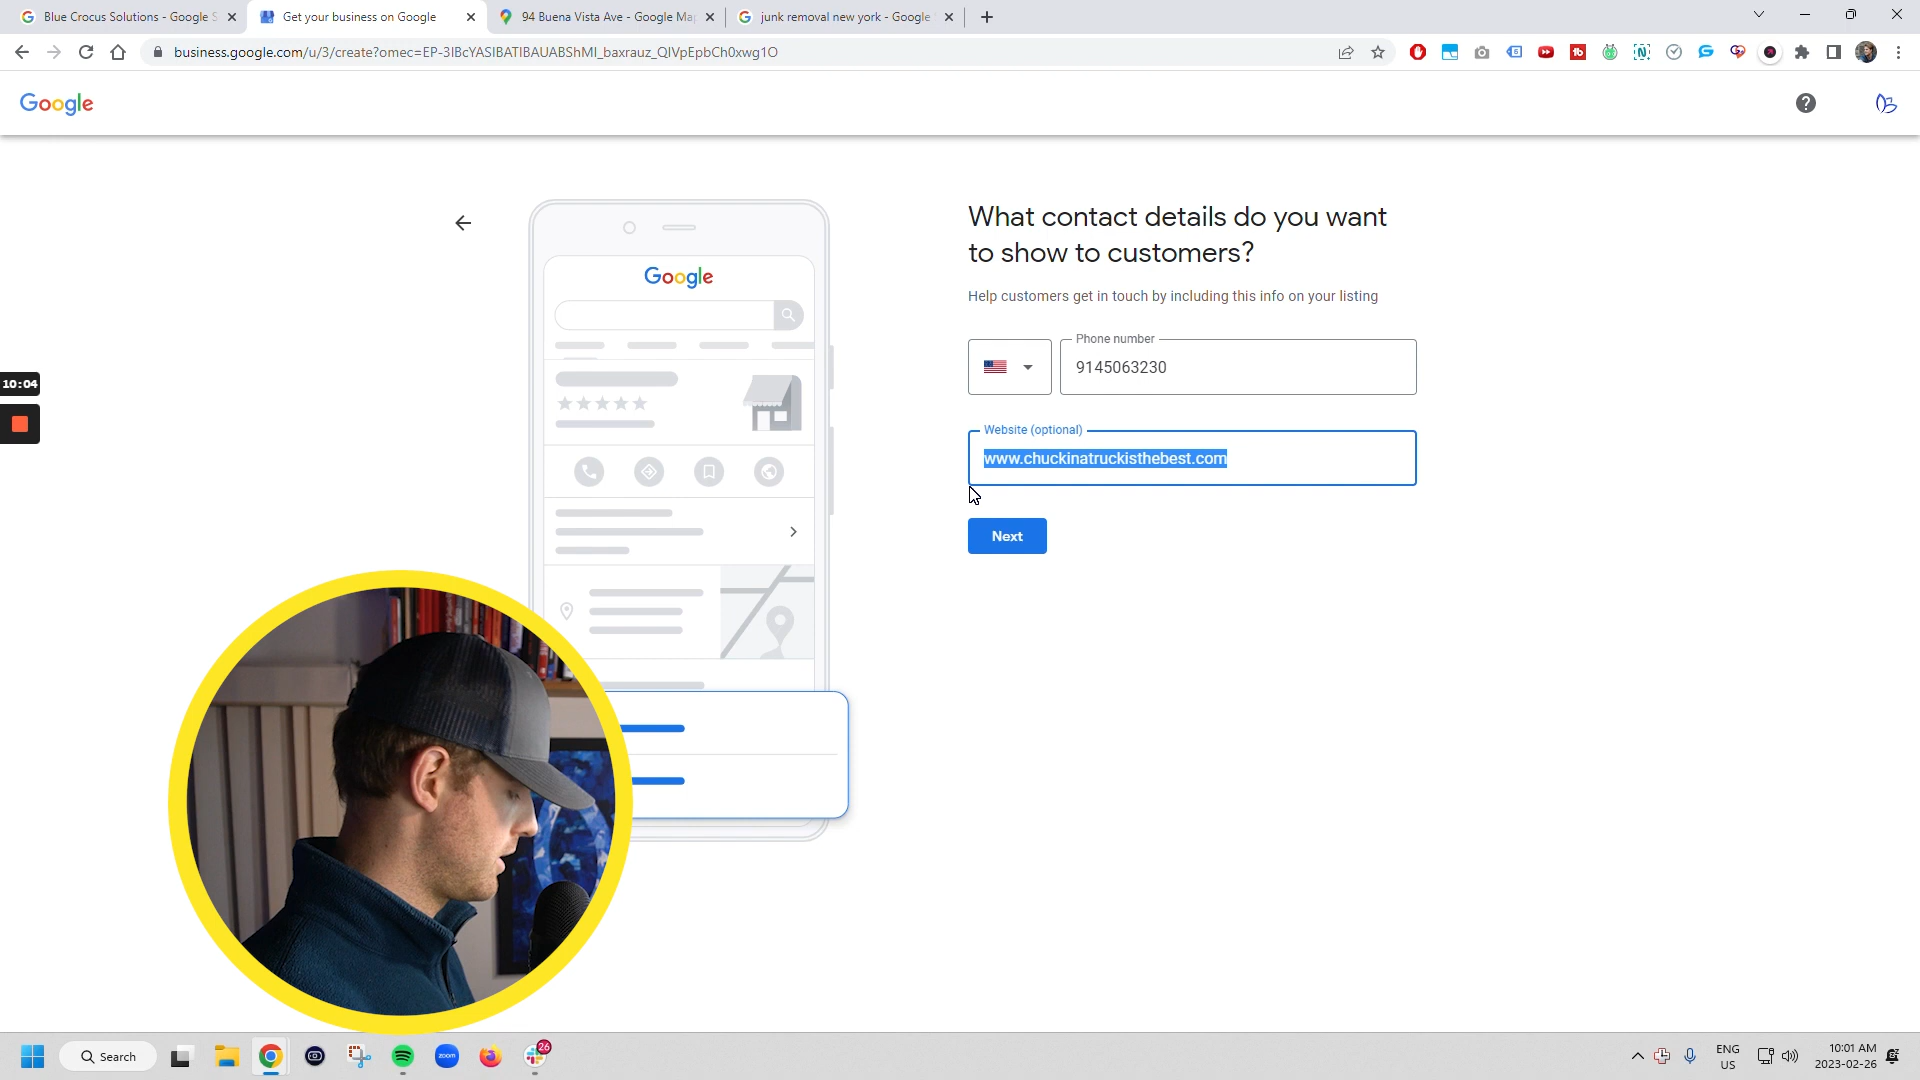 Blue Crocus Solutions - Google S
Get your business on Google
94 Buena Vista Ave - Google Ma
junk removal new york - Google
business.google.com/u/3/create?omec=EP-3IBcYASIBATIBAUABShMI_baxrauz_QIVpEpbCh0xwg1O
Google
What contact details do you want
to show to customers?
Help customers get in touch by including this info on your listing
Phone number
9145063230
Website (optional)
www.chuckinatruckisthebest.com
Next
Google
10:04
Search
zoom
26
ENG
US
10:01 AM
2023-02-26